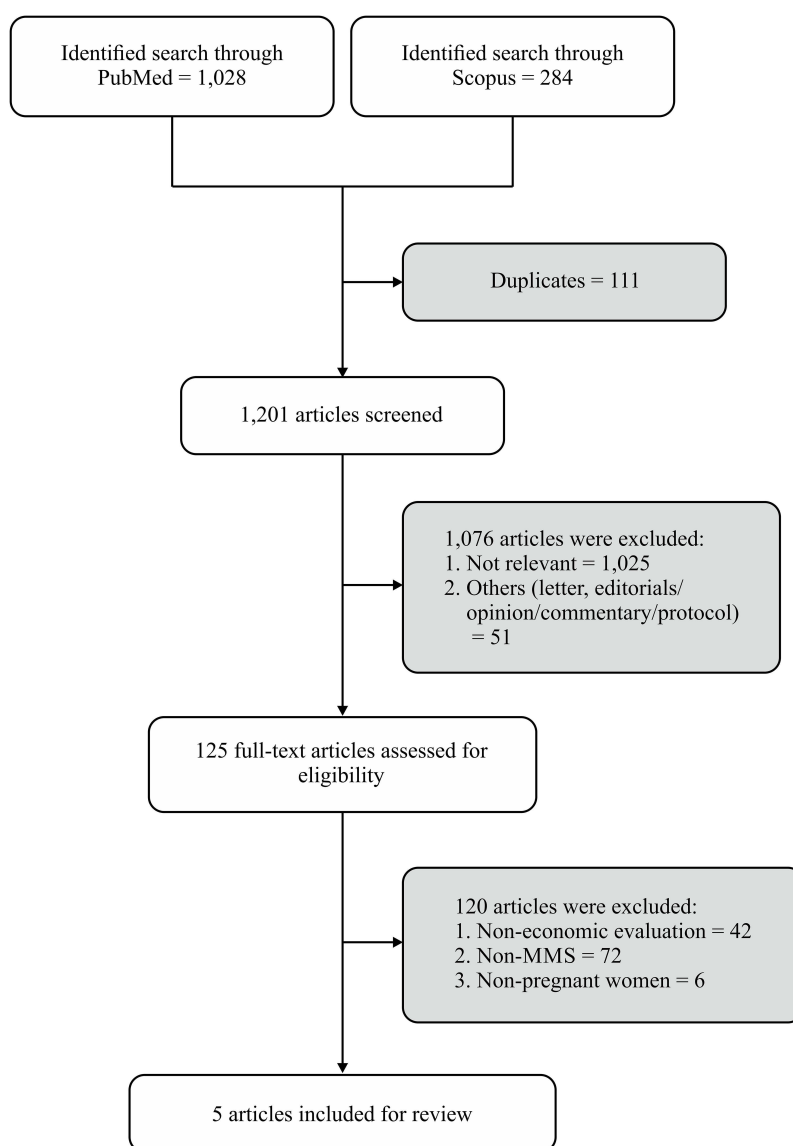 Identified search through
PubMed = 1,028
Identified search through
Scopus = 284
Duplicates = 111
1,201 articles screened
1,076 articles were excluded:
1. Not relevant = 1,025
2. Others (letter, editorials/
opinion/commentary/protocol)
= 51
125 full-text articles assessed for
eligibility
120 articles were excluded:
1. Non-economic evaluation = 42
2. Non-MMS = 72
3. Non-pregnant women = 6
5 articles included for review